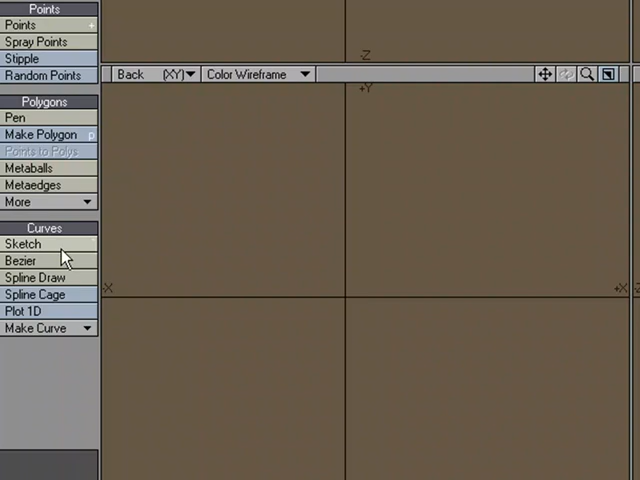 Points
Points +
Spray Points
Stipple
Random Points
-Z
Back (XY) Color Wireframe
+Y
Polygons
Pen
Make Polygon p
Points to Polys
Metaballs
Metaedges
More
Curves
Sketch
Bezier
Spline Draw
Spline Cage
Plot 1D
Make Curve
-X
+X
-Z